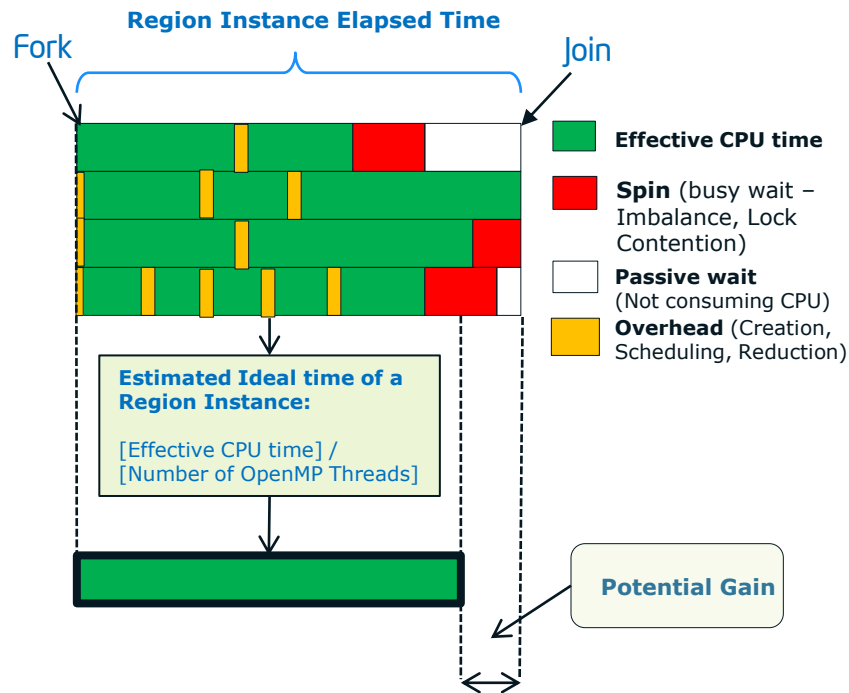 Region Instance Elapsed Time
Fork
Join
Effective CPU time
Spin (busy wait –
Imbalance, Lock
Contention)
Passive wait
(Not consuming CPU)
Overhead (Creation,
Scheduling, Reduction)
Estimated Ideal time of a
Region Instance:
[Effective CPU time] /
[Number of OpenMP Threads]
Potential Gain